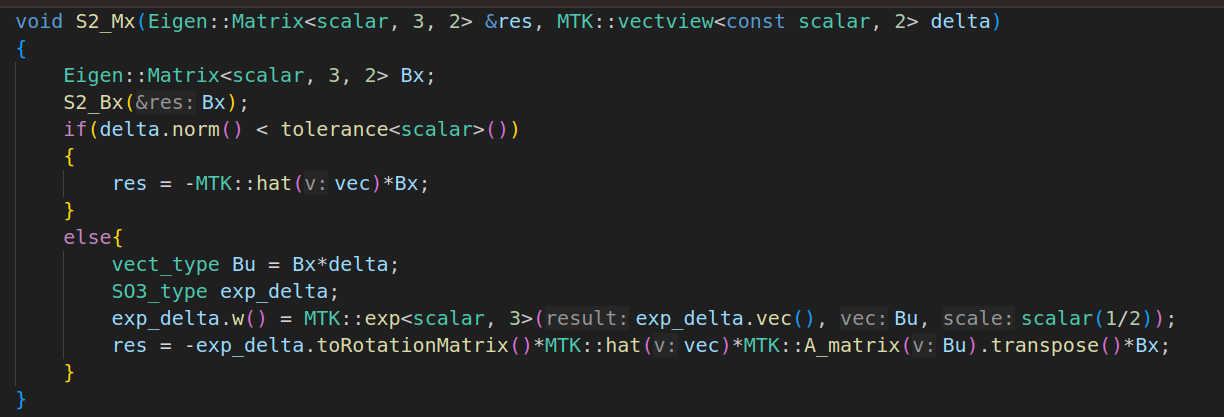 void S2_Mx(Eigen::Matrix<scalar, 3, 2> &res, MTK::vectview<const scalar, 2> delta)
{
    Eigen::Matrix<scalar, 3, 2> Bx;
    S2_Bx(&res: Bx);
    if(delta.norm() < tolerance<scalar>())
    {
        res = -MTK::hat(v: vec)*Bx;
    }
    else{
        vect_type Bu = Bx*delta;
        SO3_type exp_delta;
        exp_delta.w() = MTK::exp<scalar, 3>(result: exp_delta.vec(), vec: Bu, scale: scalar(1/2));
        res = -exp_delta.toRotationMatrix()*MTK::hat(v: vec)*MTK::A_matrix(v: Bu).transpose()*Bx;
    }
}